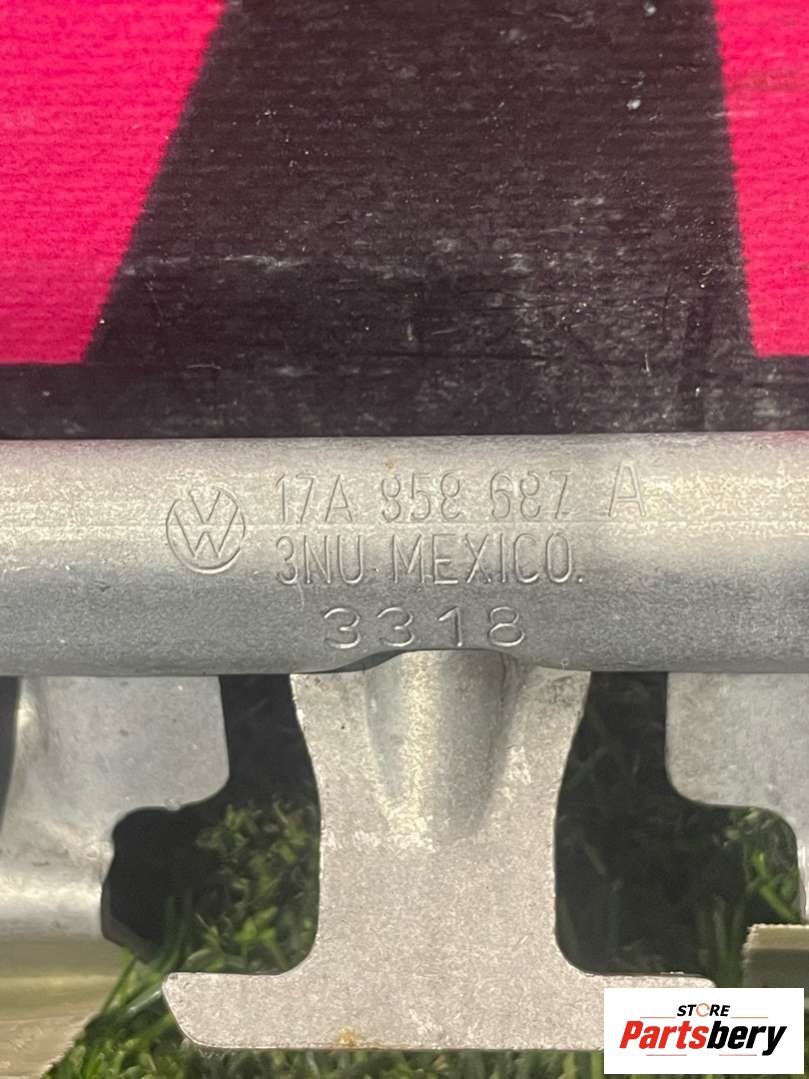 17A 858 687 A
3NU MEXICO.
3318
STORE
Partsbery